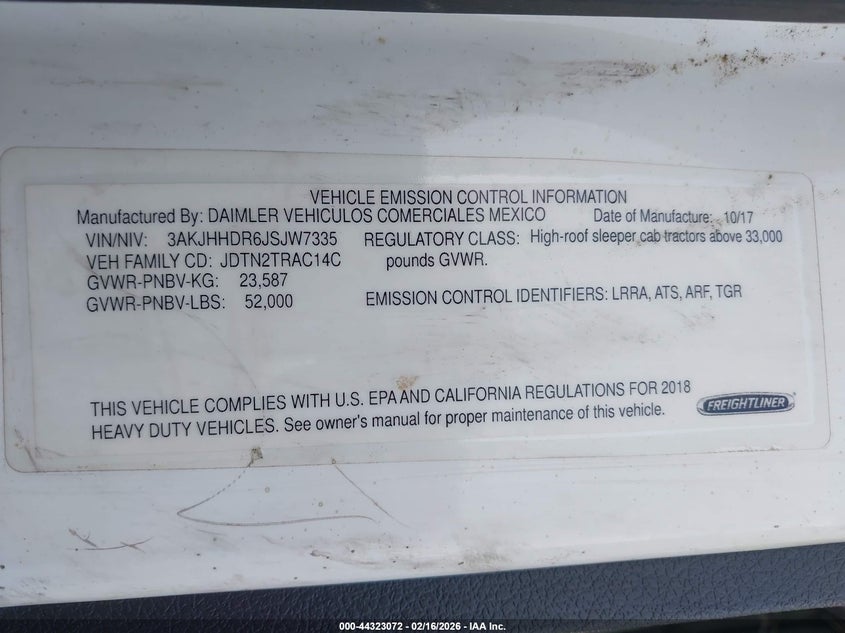 VEHICLE EMISSION CONTROL INFORMATION
Manufactured By: DAIMLER VEHICULOS COMERCIALES MEXICO Date of Manufacture: 10/17
VIN/NIV: 3AKJHHDR6JSJW7335 REGULATORY CLASS: High-roof sleeper cab tractors above 33,000
VEH FAMILY CD: JDTN2TRAC14C pounds GVWR.
GVWR-PNBV-KG: 23,587
GVWR-PNBV-LBS: 52,000 EMISSION CONTROL IDENTIFIERS: LRRA, ATS, ARF, TGR
THIS VEHICLE COMPLIES WITH U.S. EPA AND CALIFORNIA REGULATIONS FOR 2018
HEAVY DUTY VEHICLES. See owner's manual for proper maintenance of this vehicle.
FREIGHTLINER
000-44323072 - 02/16/2026 - IAA Inc.